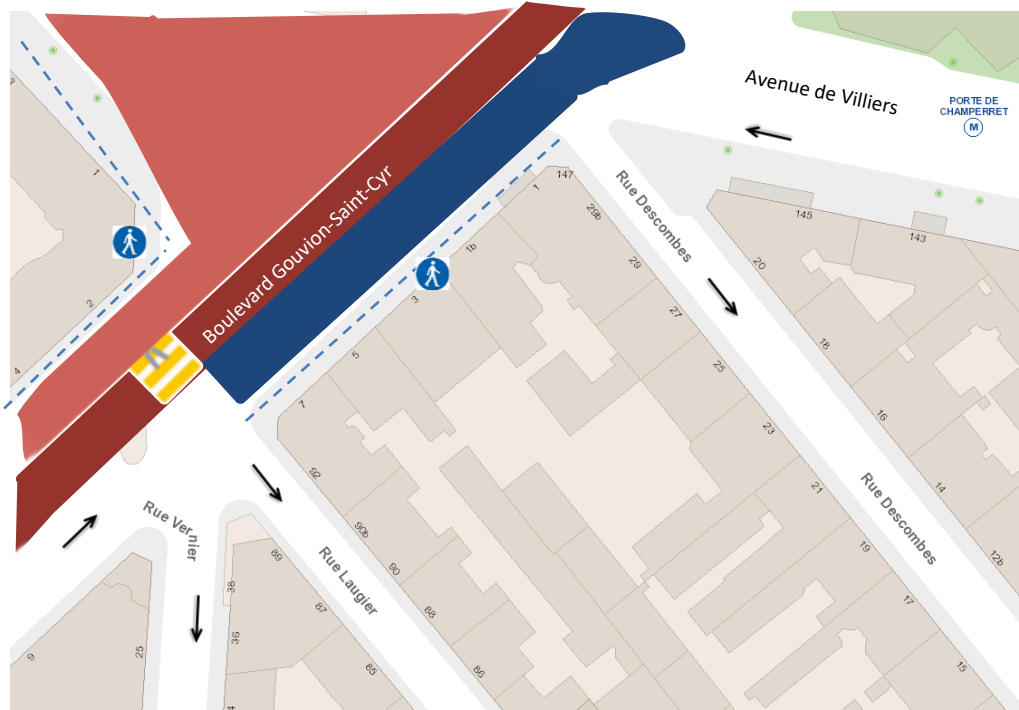 Avenue de Villiers
PORTE DE
CHAMPERRET
M
Boulevard Gouvion-Saint-Cyr
Rue Descombes
Rue Descombes
Rue Vernier
Rue Laugier
1
2
4
147
1
1b
3
5
7
29b
29
27
25
23
21
19
17
15
145
143
20
18
16
14
12b
92
90b
90
88
86
89
87
85
38
36
25
9